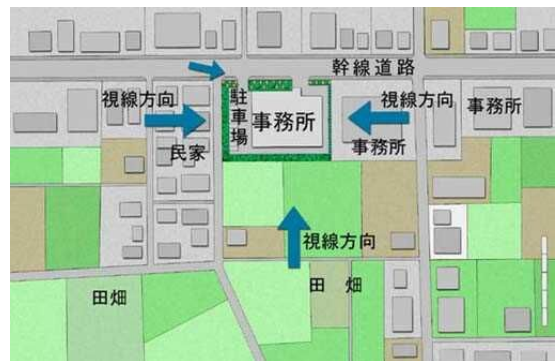 幹線道路
視線方向
駐車場
事務所
視線方向
事務所
民家
事務所
視線方向
田畑
田 畑